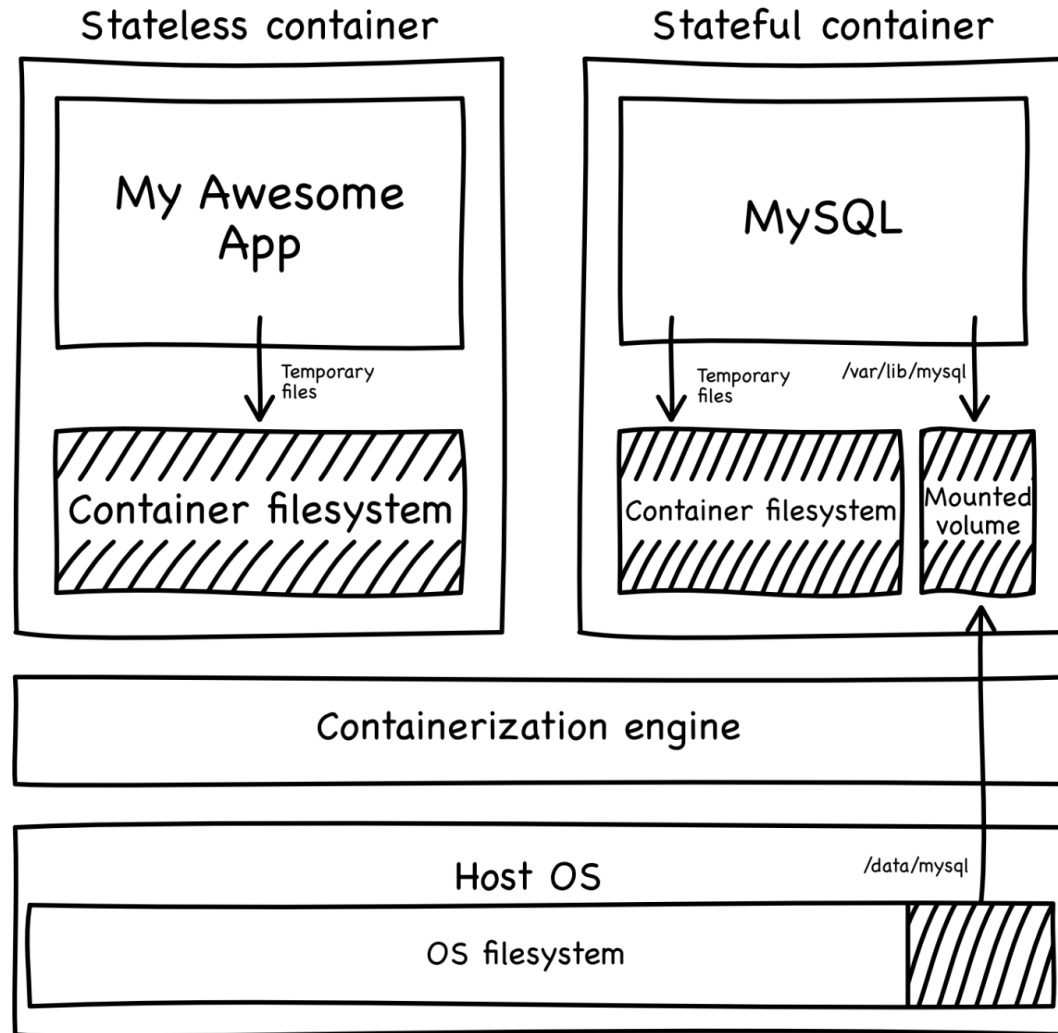 Stateless container
Stateful container
My Awesome
App
MySQL
Temporary
files
Temporary
files
/var/lib/mysql
Container filesystem
Container filesystem
Mounted
volume
Containerization engine
Host OS
/data/mysql
OS filesystem